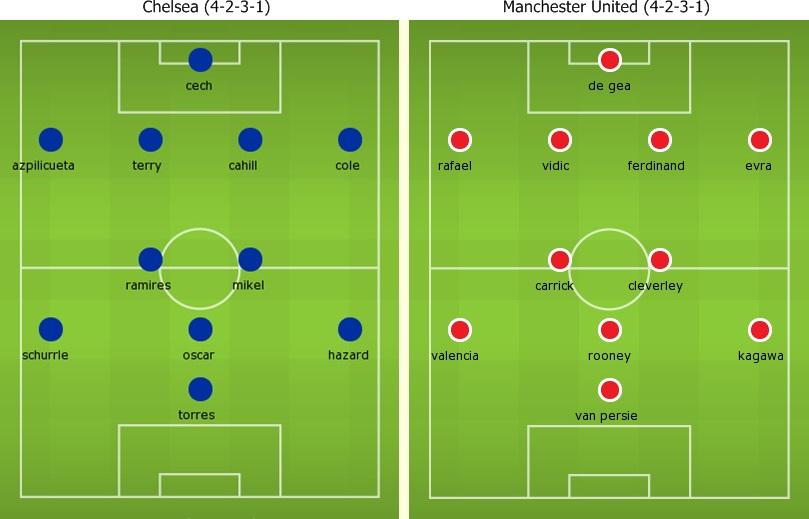 Chelsea (4-2-3-1)
cech
azpilicueta terry cahill cole
ramires mikel
schurrle oscar hazard
torres
Manchester United (4-2-3-1)
de gea
rafael vidic ferdinand evra
carrick cleverley
valencia rooney kagawa
van persie